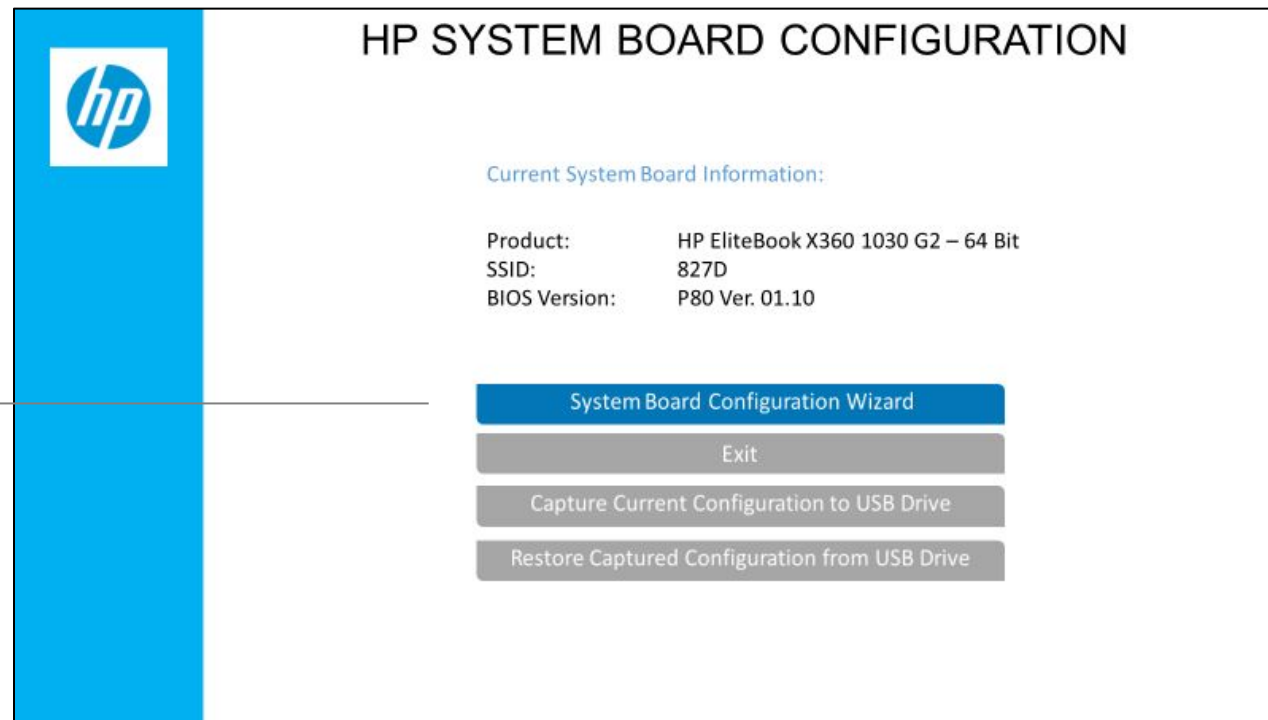 HP SYSTEM BOARD CONFIGURATION
hp
Current System Board Information:
Product: HP EliteBook X360 1030 G2 – 64 Bit
SSID: 827D
BIOS Version: P80 Ver. 01.10
System Board Configuration Wizard
Exit
Capture Current Configuration to USB Drive
Restore Captured Configuration from USB Drive